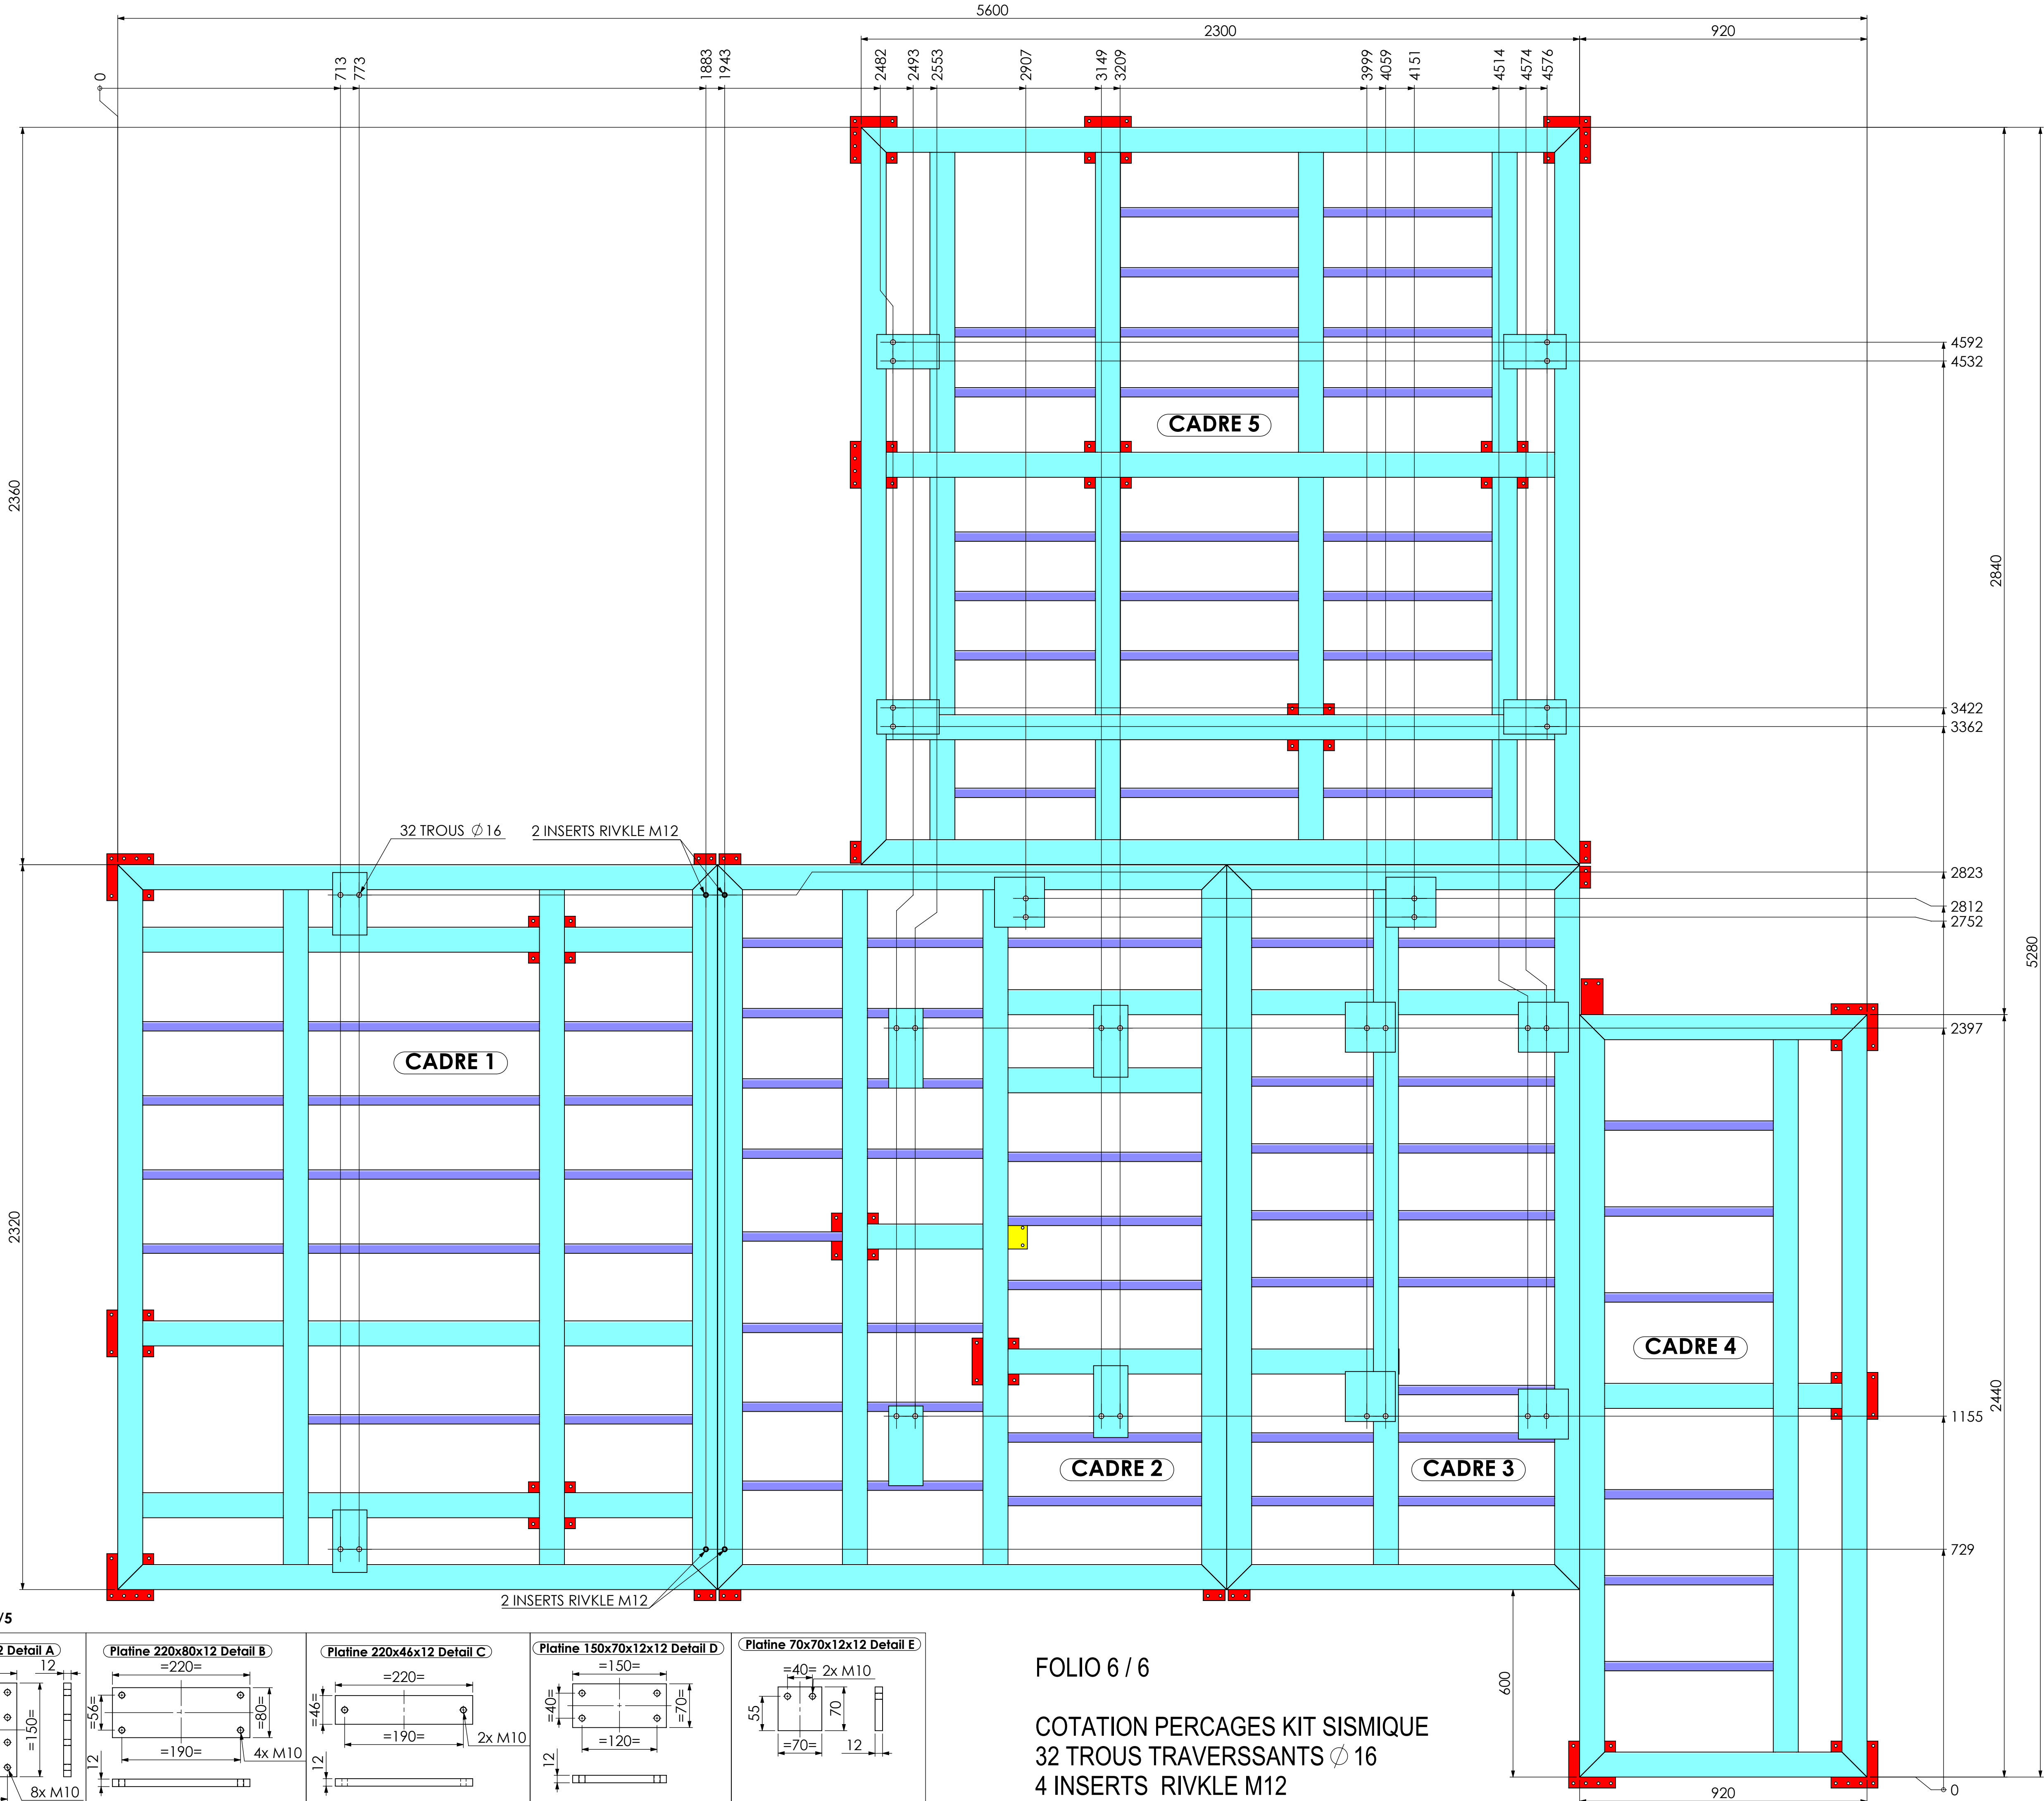 5600
2300
920
0
713
773
1883
1943
2482
2493
2553
2907
3149
3209
3999
4059
4151
4514
4574
4576
2360
4592
4532
CADRE 5
2840
3422
3362
32 TROUS ∅ 16
2 INSERTS RIVKLE M12
2823
2812
2752
5280
2397
CADRE 1
2320
CADRE 4
2440
1155
CADRE 2
CADRE 3
729
2 INSERTS RIVKLE M12
600
/5
2 Detail A
12
=150=
8x M10
Platine 220x80x12 Detail B
=220=
=56=
=80=
=190=
4x M10
12
Platine 220x46x12 Detail C
=220=
=46=
=190=
2x M10
12
Platine 150x70x12x12 Detail D
=150=
=40=
=70=
=120=
12
Platine 70x70x12x12 Detail E
=40=
2x M10
55
70
=70=
12
FOLIO 6 / 6
COTATION PERCAGES KIT SISMIQUE
32 TROUS TRAVERSSANTS ∅ 16
4 INSERTS RIVKLE M12
920
0